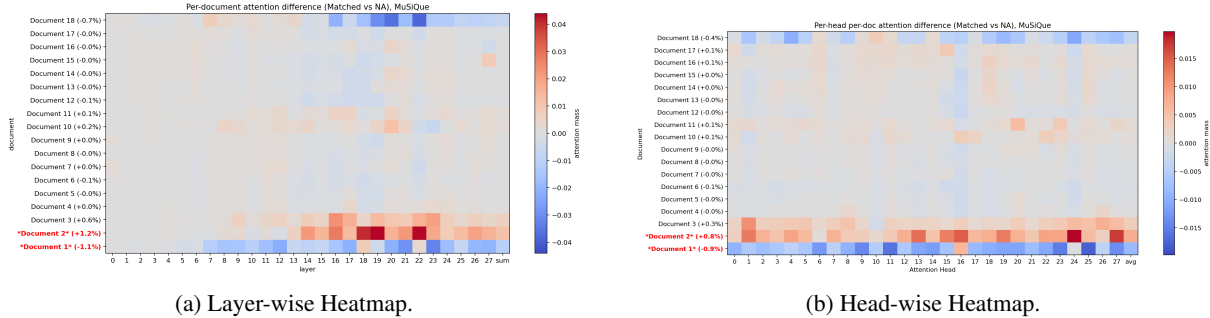 Per-document attention difference (Matched vs NA), MuSiQue
Document 18 (-0.7%)
Document 17 (-0.0%)
Document 16 (-0.0%)
Document 15 (-0.0%)
Document 14 (-0.0%)
Document 13 (-0.0%)
Document 12 (-0.1%)
Document 11 (+0.1%)
Document 10 (+0.2%)
Document 9 (+0.0%)
Document 8 (-0.0%)
Document 7 (+0.0%)
Document 6 (-0.1%)
Document 5 (-0.0%)
Document 4 (+0.0%)
Document 3 (+0.6%)
*Document 2* (+1.2%)
*Document 1* (-1.1%)
document
0 1 2 3 4 5 6 7 8 9 10 11 12 13 14 15 16 17 18 19 20 21 22 23 24 25 26 27 sum
layer
0.04
0.03
0.02
0.01
0.00
−0.01
−0.02
−0.03
−0.04
attention mass
(a) Layer-wise Heatmap.
Per-head per-doc attention difference (Matched vs NA), MuSiQue
Document 18 (-0.4%)
Document 17 (+0.1%)
Document 16 (+0.1%)
Document 15 (+0.0%)
Document 14 (+0.0%)
Document 13 (-0.0%)
Document 12 (-0.0%)
Document 11 (+0.1%)
Document 10 (+0.1%)
Document 9 (-0.0%)
Document 8 (-0.0%)
Document 7 (-0.0%)
Document 6 (-0.1%)
Document 5 (-0.0%)
Document 4 (-0.0%)
Document 3 (+0.3%)
*Document 2* (+0.8%)
*Document 1* (-0.9%)
Document
0 1 2 3 4 5 6 7 8 9 10 11 12 13 14 15 16 17 18 19 20 21 22 23 24 25 26 27 avg
Attention Head
0.015
0.010
0.005
0.000
−0.005
−0.010
−0.015
attention mass
(b) Head-wise Heatmap.